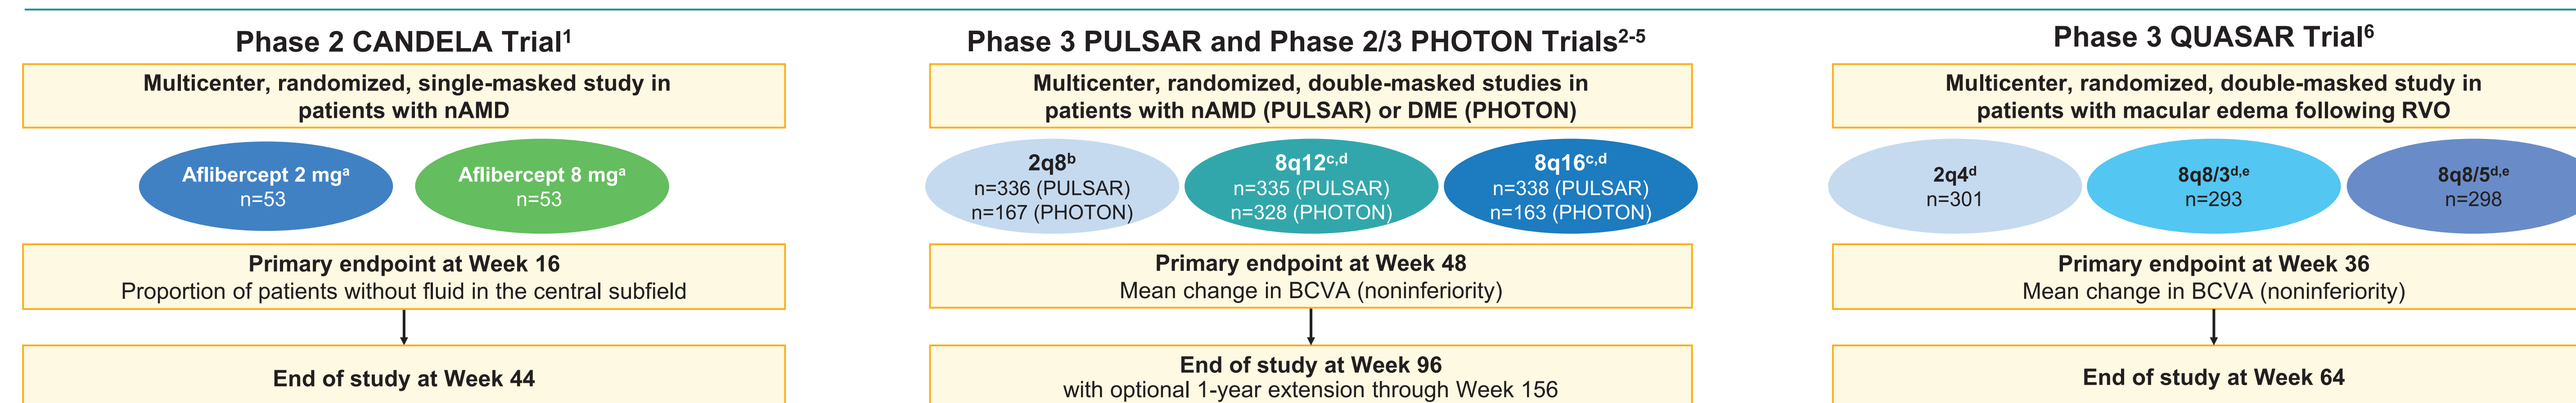 Phase 2 CANDELA Trial¹
Multicenter, randomized, single-masked study in
patients with nAMD
Aflibercept 2 mgᵃ
n=53
Aflibercept 8 mgᵃ
n=53
Primary endpoint at Week 16
Proportion of patients without fluid in the central subfield
End of study at Week 44
Phase 3 PULSAR and Phase 2/3 PHOTON Trials²⁻⁵
Multicenter, randomized, double-masked studies in
patients with nAMD (PULSAR) or DME (PHOTON)
2q8ᵇ
n=336 (PULSAR)
n=167 (PHOTON)
8q12ᶜ,ᵈ
n=335 (PULSAR)
n=328 (PHOTON)
8q16ᶜ,ᵈ
n=338 (PULSAR)
n=163 (PHOTON)
Primary endpoint at Week 48
Mean change in BCVA (noninferiority)
End of study at Week 96
with optional 1-year extension through Week 156
Phase 3 QUASAR Trial⁶
Multicenter, randomized, double-masked study in
patients with macular edema following RVO
2q4ᵈ
n=301
8q8/3ᵈ,ᵉ
n=293
8q8/5ᵈ,ᵉ
n=298
Primary endpoint at Week 36
Mean change in BCVA (noninferiority)
End of study at Week 64